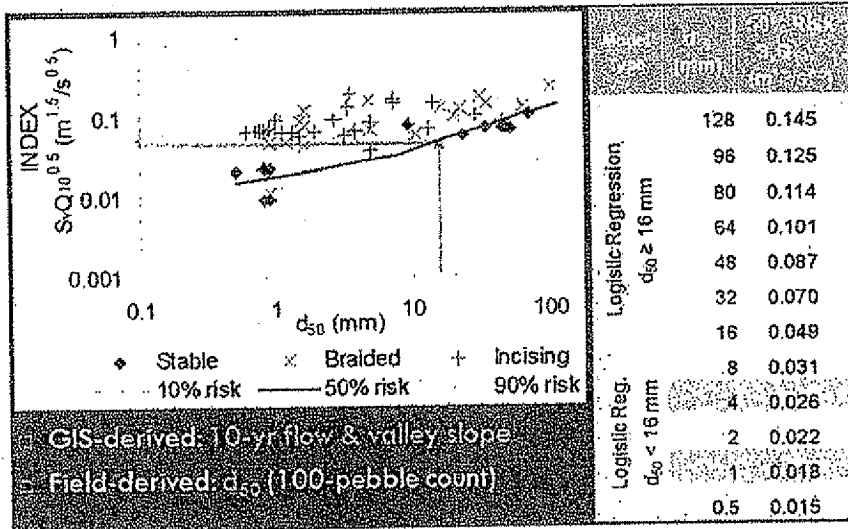 1
0.1
0.01
0.001
INDEX
SvQ10^0.5 (m^1.5/s^0.5)
0.1 1 10 100
d50 (mm)
Stable Braided Incising
10% risk 50% risk 90% risk
GIS-derived: 10-yr flow & valley slope
Field-derived: d50 (100-pebble count)
(mm)
Logistic Regression
d50 ≥ 16 mm
128 0.145
96 0.125
80 0.114
64 0.101
48 0.087
32 0.070
16 0.049
Logistic Reg.
d50 < 16 mm
8 0.031
4 0.026
2 0.022
1 0.018
0.5 0.015